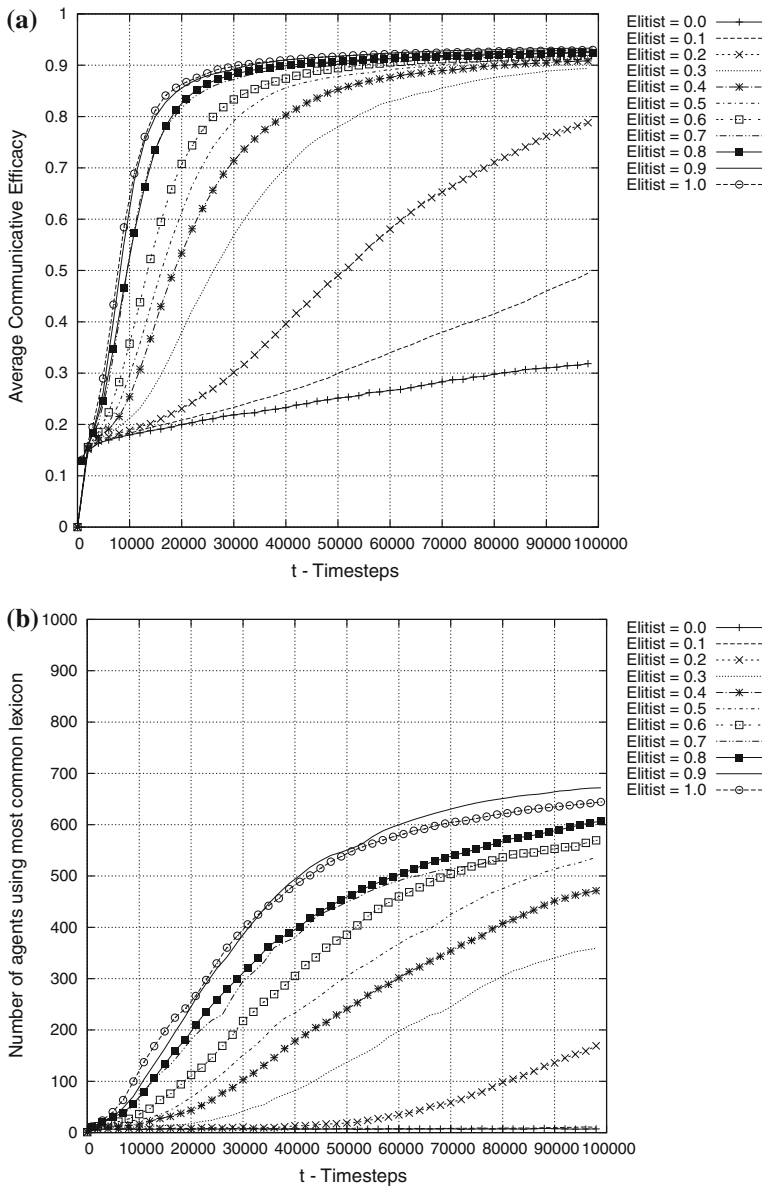 (a)
1
0.9
0.8
0.7
0.6
0.5
0.4
0.3
0.2
0.1
0
Average Communicative Efficacy
0 10000 20000 30000 40000 50000 60000 70000 80000 90000 100000
t - Timesteps
Elitist = 0.0
Elitist = 0.1
Elitist = 0.2
Elitist = 0.3
Elitist = 0.4
Elitist = 0.5
Elitist = 0.6
Elitist = 0.7
Elitist = 0.8
Elitist = 0.9
Elitist = 1.0
(b)
1000
900
800
700
600
500
400
300
200
100
0
Number of agents using most common lexicon
0 10000 20000 30000 40000 50000 60000 70000 80000 90000 100000
t - Timesteps
Elitist = 0.0
Elitist = 0.1
Elitist = 0.2
Elitist = 0.3
Elitist = 0.4
Elitist = 0.5
Elitist = 0.6
Elitist = 0.7
Elitist = 0.8
Elitist = 0.9
Elitist = 1.0